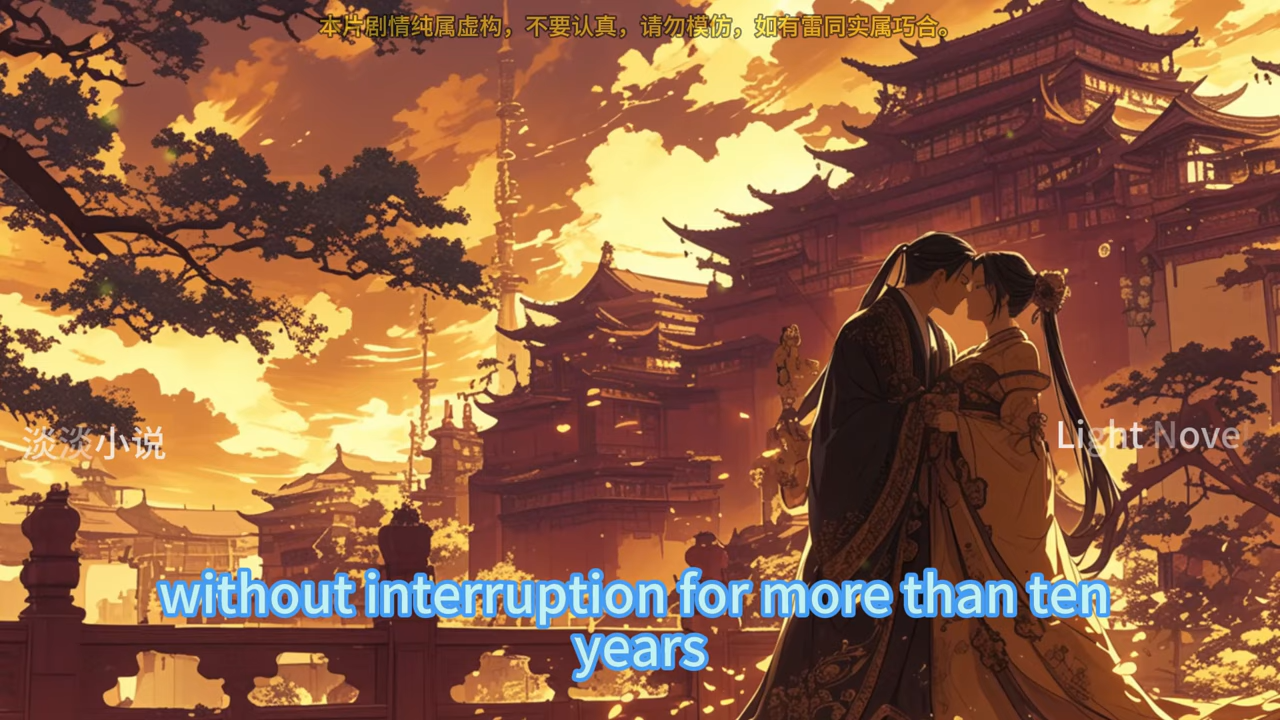 本片剧情纯属虚构，不要认真，请勿模仿，如有雷同实属巧合。
淡淡小说
Light Nove
without interruption for more than ten
years